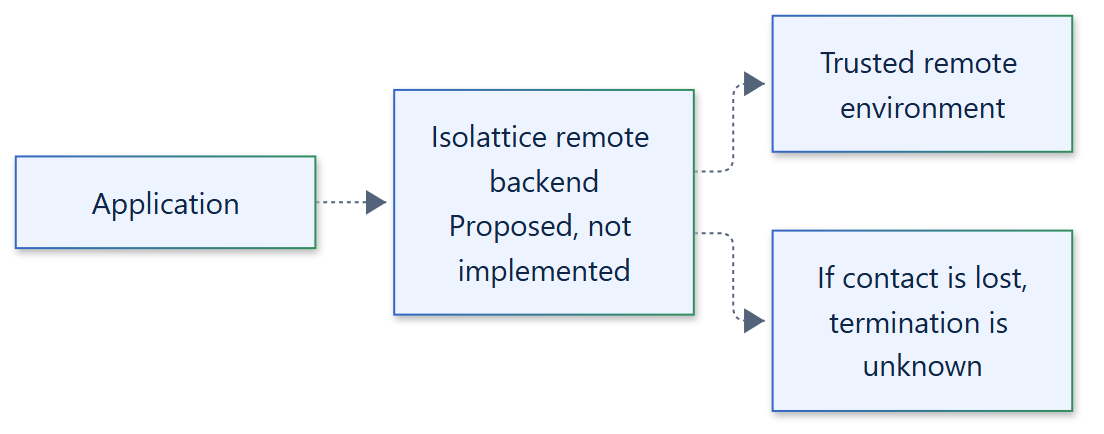 Application
Isolattice remote
backend
Proposed, not
implemented
Trusted remote
environment
If contact is lost,
termination is
unknown